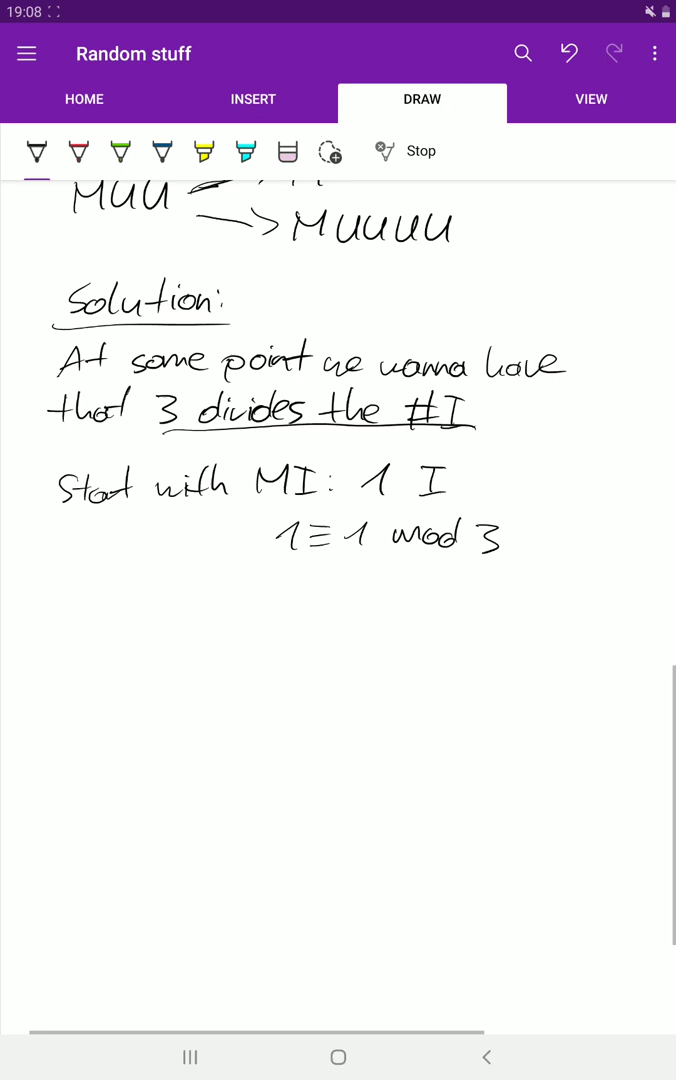 19:08
Random stuff
HOME INSERT DRAW VIEW
Stop
MUU
MUUUU
Solution:
At some point we wanna have
that 3 divides the #I
Start with MI: 1 I
1≡1 mod 3